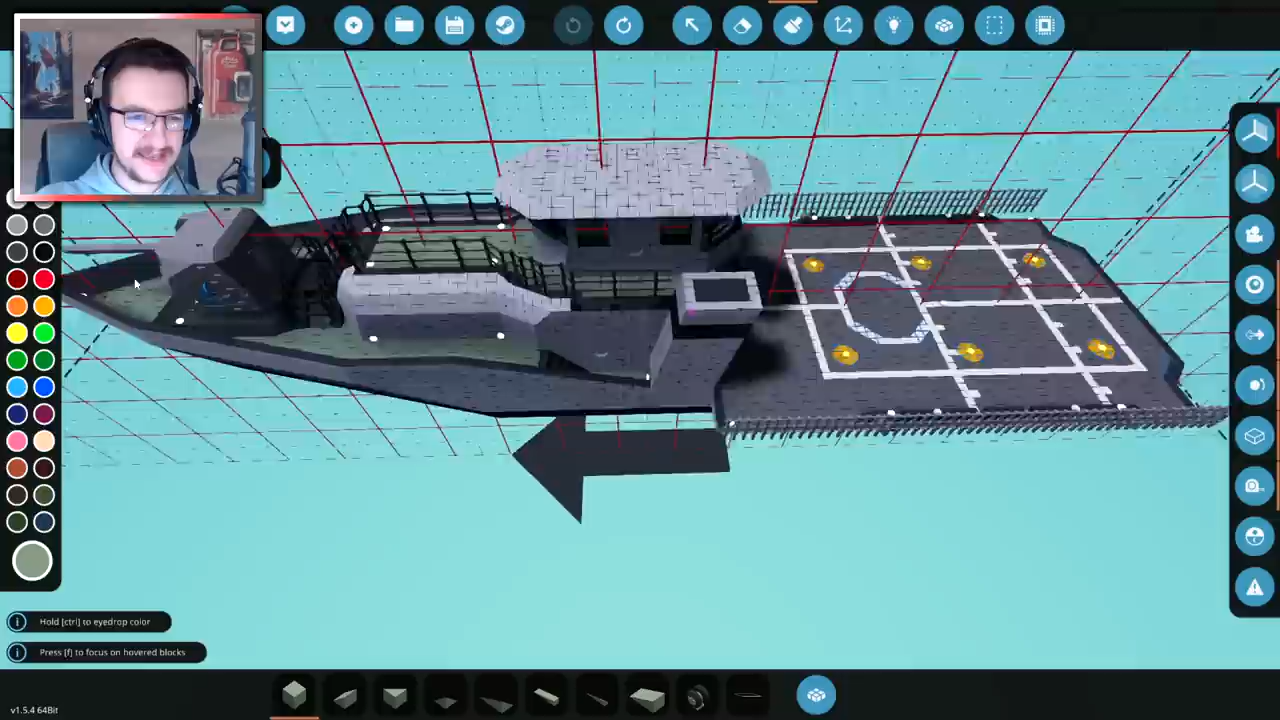 Hold [ctrl] to eyedrop color
Press [f] to focus on hovered blocks
v1.5.4 64Bit